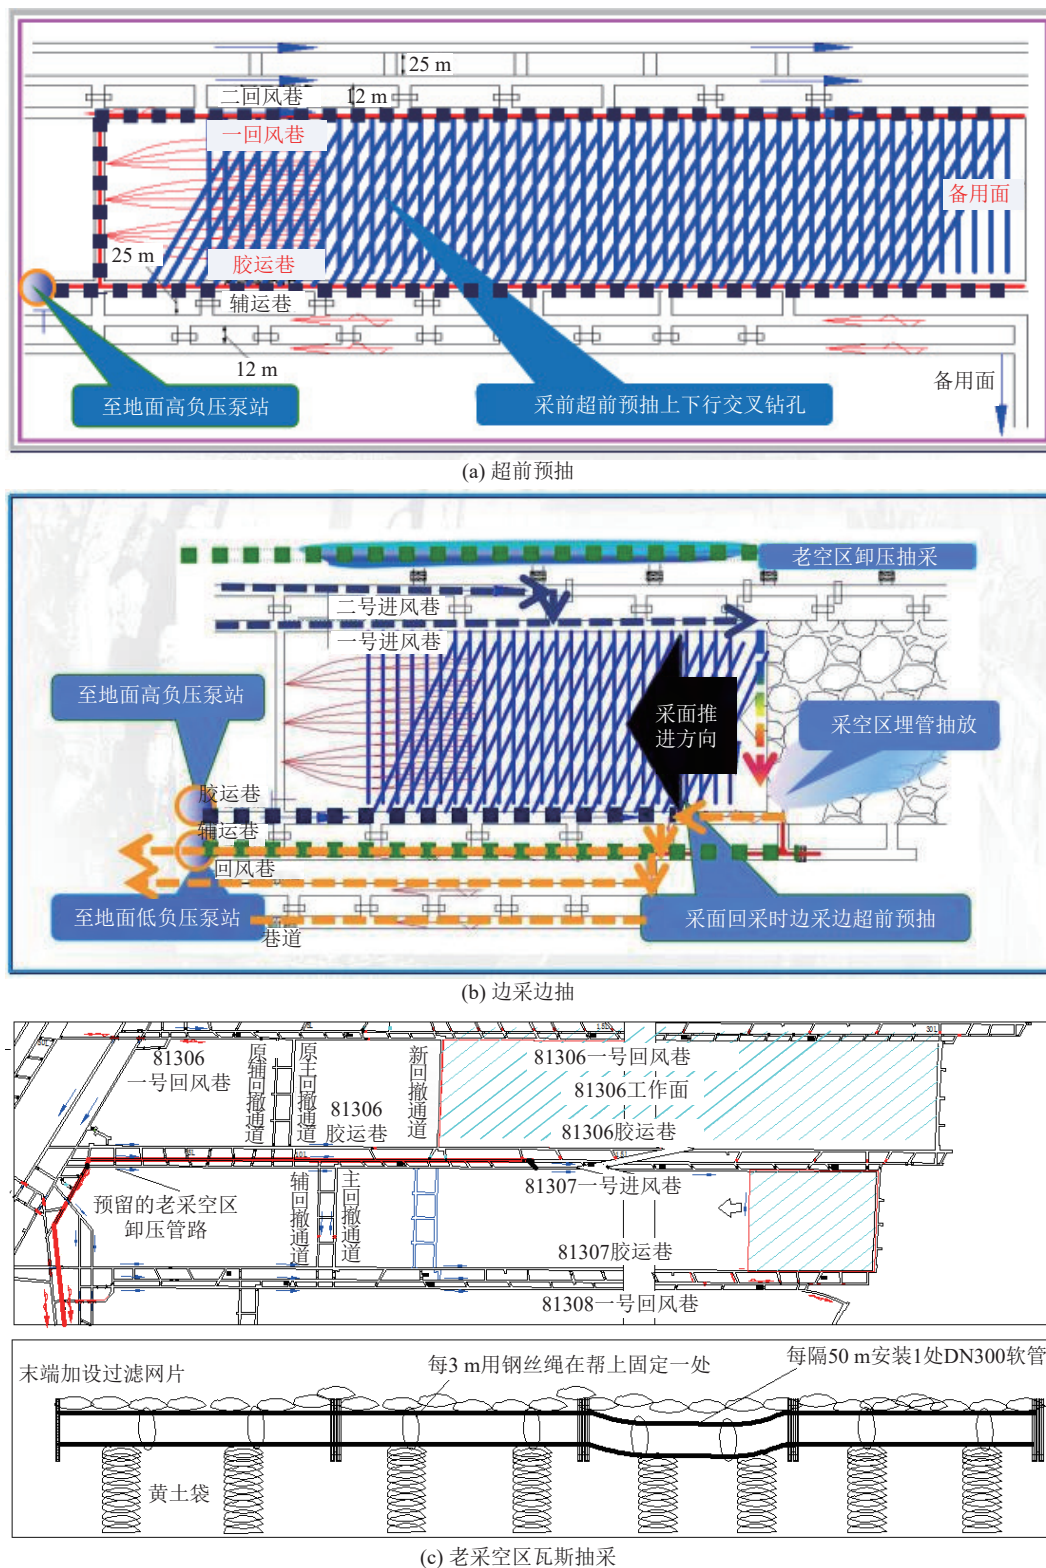 25 m
二回风巷
12 m
一回风巷
备用面
胶运巷
25 m
辅运巷
12 m
备用面
至地面高负压泵站
采前超前预抽上下行交叉钻孔
(a) 超前预抽
老空区卸压抽采
二号进风巷
一号进风巷
至地面高负压泵站
采面推
进方向
采空区埋管抽放
胶运巷
辅运巷
回风巷
至地面低负压泵站
巷道
采面回采时边采边超前预抽
(b) 边采边抽
81306
一号回风巷
原辅回撤通道
原主回撤通道
81306
胶运巷
新回撤通道
81306一号回风巷
81306工作面
81306胶运巷
预留的老采空区
卸压管路
辅回撤通道
主回撤通道
81307一号进风巷
81307胶运巷
81308一号回风巷
末端加设过滤网片
每3 m用钢丝绳在帮上固定一处
每隔50 m安装1处DN300软管
黄土袋
(c) 老采空区瓦斯抽采